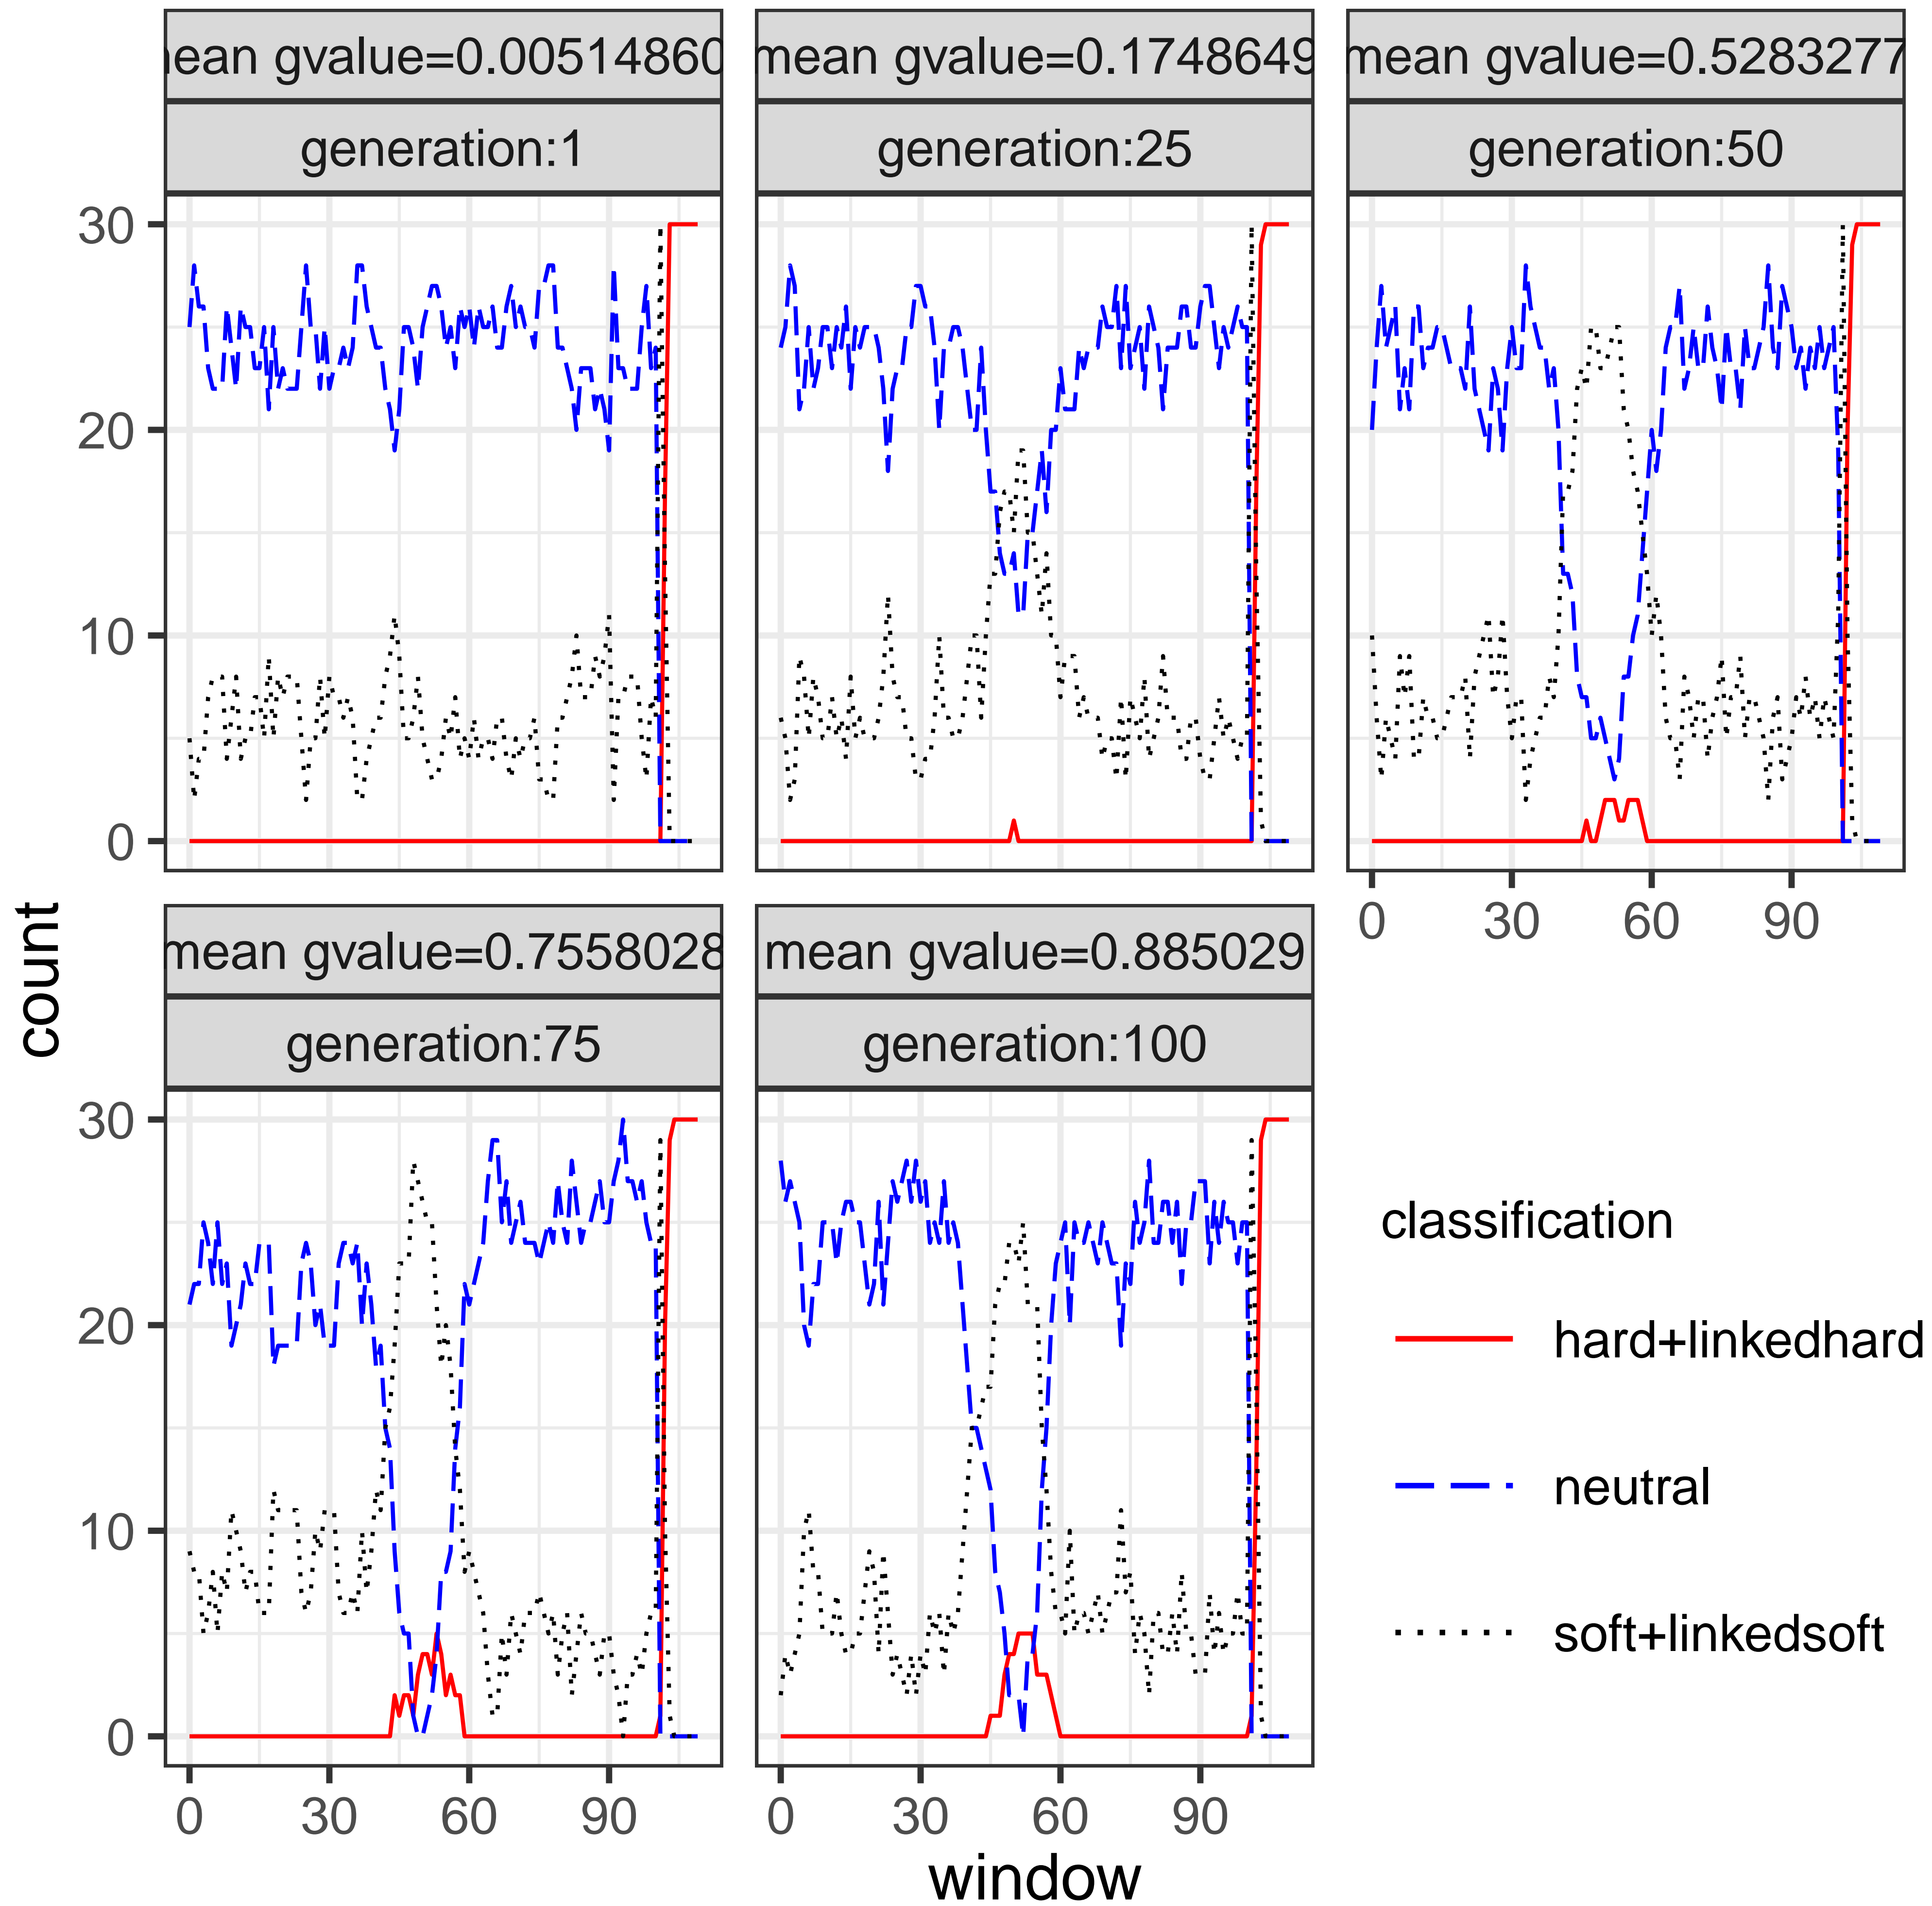 mean gvalue=0.00514860
mean gvalue=0.1748649
mean gvalue=0.5283277
generation:1
generation:25
generation:50
30
20
10
0
0 30 60 90
mean gvalue=0.7558028
mean gvalue=0.885029
generation:75
generation:100
count
30
20
10
0
0 30 60 90
0 30 60 90
window
classification
hard+linkedhard
neutral
soft+linkedsoft